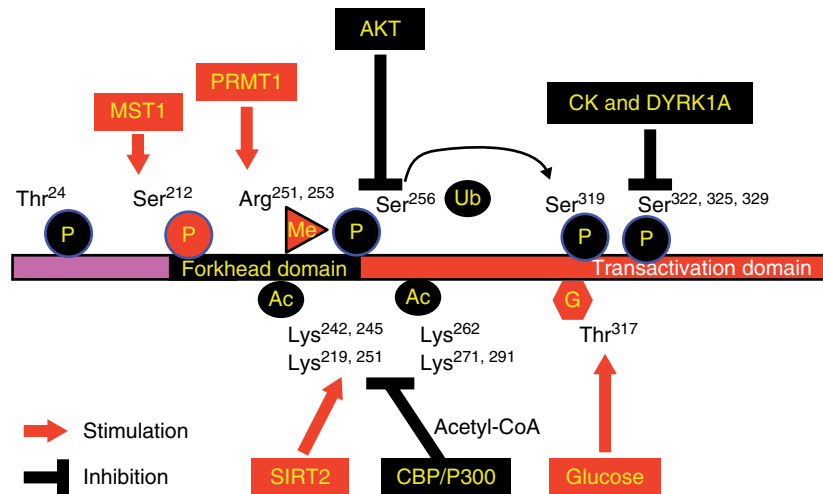 AKT
PRMT1
MST1
CK and DYRK1A
Thr24
Ser212
Arg251, 253
Ser256
Ub
Ser319
Ser322, 325, 329
P
P
Me
P
P
P
Forkhead domain
Transactivation domain
Ac
Ac
G
Lys242, 245
Lys219, 251
Lys262
Lys271, 291
Thr317
Stimulation
Acetyl-CoA
Inhibition
SIRT2
CBP/P300
Glucose